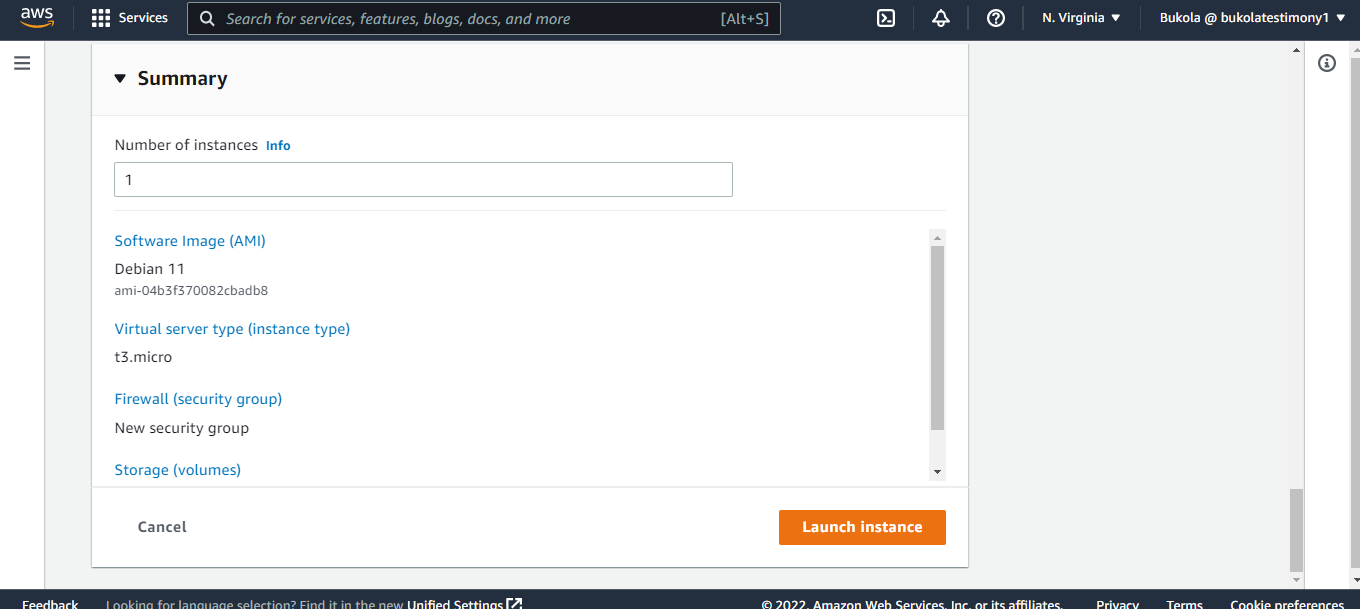 aws
Services
Search for services, features, blogs, docs, and more
[Alt+S]
N. Virginia
Bukola @ bukolatestimony1
Summary
Number of instances Info
1
Software Image (AMI)
Debian 11
ami-04b3f370082cbadb8
Virtual server type (instance type)
t3.micro
Firewall (security group)
New security group
Storage (volumes)
Cancel
Launch instance
Feedback
Looking for language selection? Find it in the new Unified Settings
© 2022, Amazon Web Services, Inc. or its affiliates.
Privacy
Terms
Cookie preferences